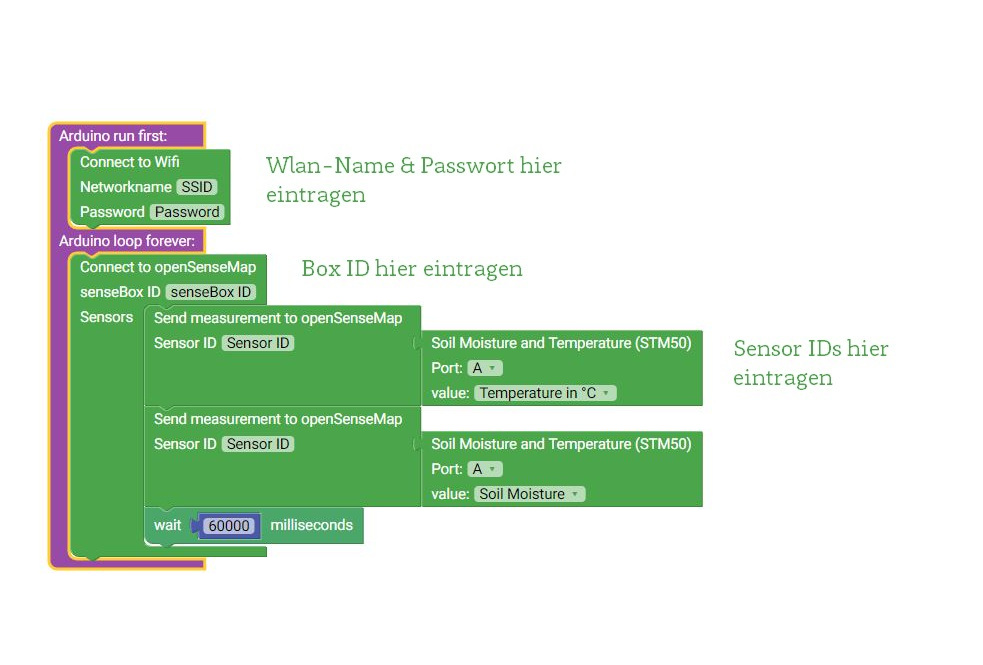 Arduino run first:
Connect to Wifi
Networkname SSID
Password Password
Wlan-Name & Passwort hier
eintragen
Arduino loop forever:
Connect to openSenseMap
senseBox ID senseBox ID
Box ID hier eintragen
Sensors
Send measurement to openSenseMap
Sensor ID Sensor ID
Soil Moisture and Temperature (STM50)
Port: A
value: Temperature in °C
Sensor IDs hier
eintragen
Send measurement to openSenseMap
Sensor ID Sensor ID
Soil Moisture and Temperature (STM50)
Port: A
value: Soil Moisture
wait 60000 milliseconds